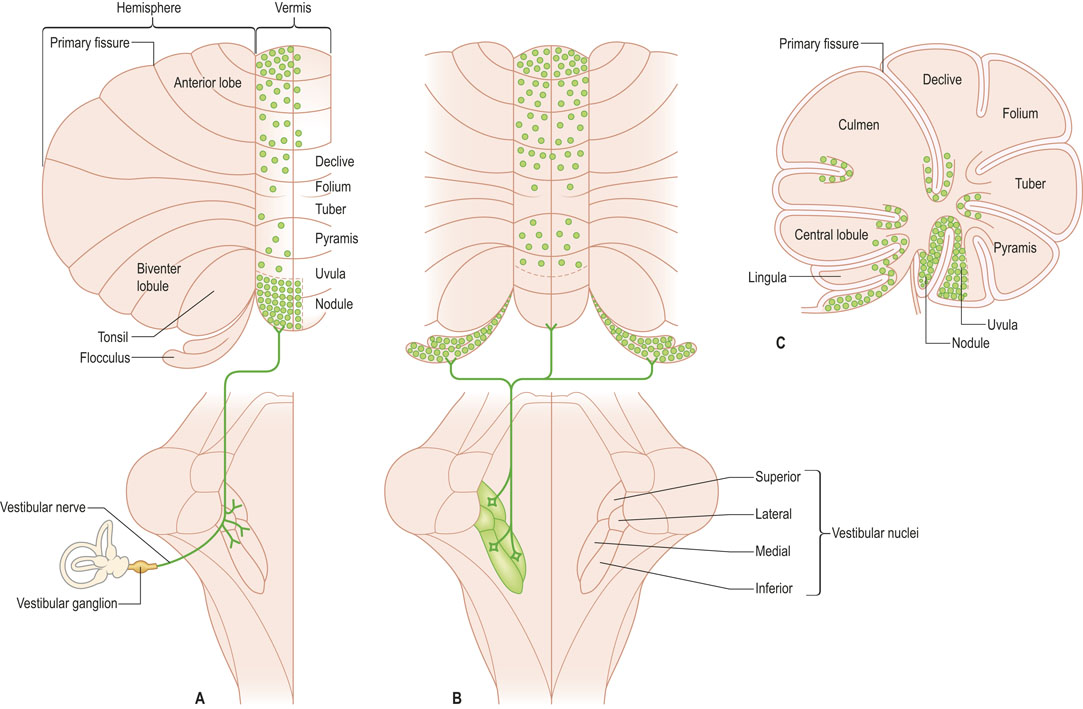 Hemisphere
Vermis
Primary fissure
Anterior lobe
Declive
Folium
Tuber
Pyramis
Uvula
Nodule
Biventer
lobule
Tonsil
Flocculus
Vestibular nerve
Vestibular ganglion
A
Superior
Lateral
Medial
Inferior
Vestibular nuclei
B
Primary fissure
Declive
Culmen
Folium
Tuber
Central lobule
Pyramis
Lingula
Uvula
Nodule
C